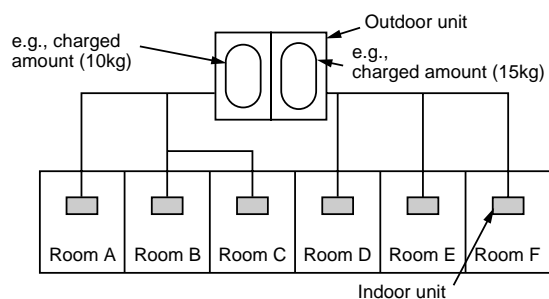 Outdoor unit
e.g., charged
amount (10kg)
e.g.,
charged amount (15kg)
Room A
Room B
Room C
Room D
Room E
Room F
Indoor unit